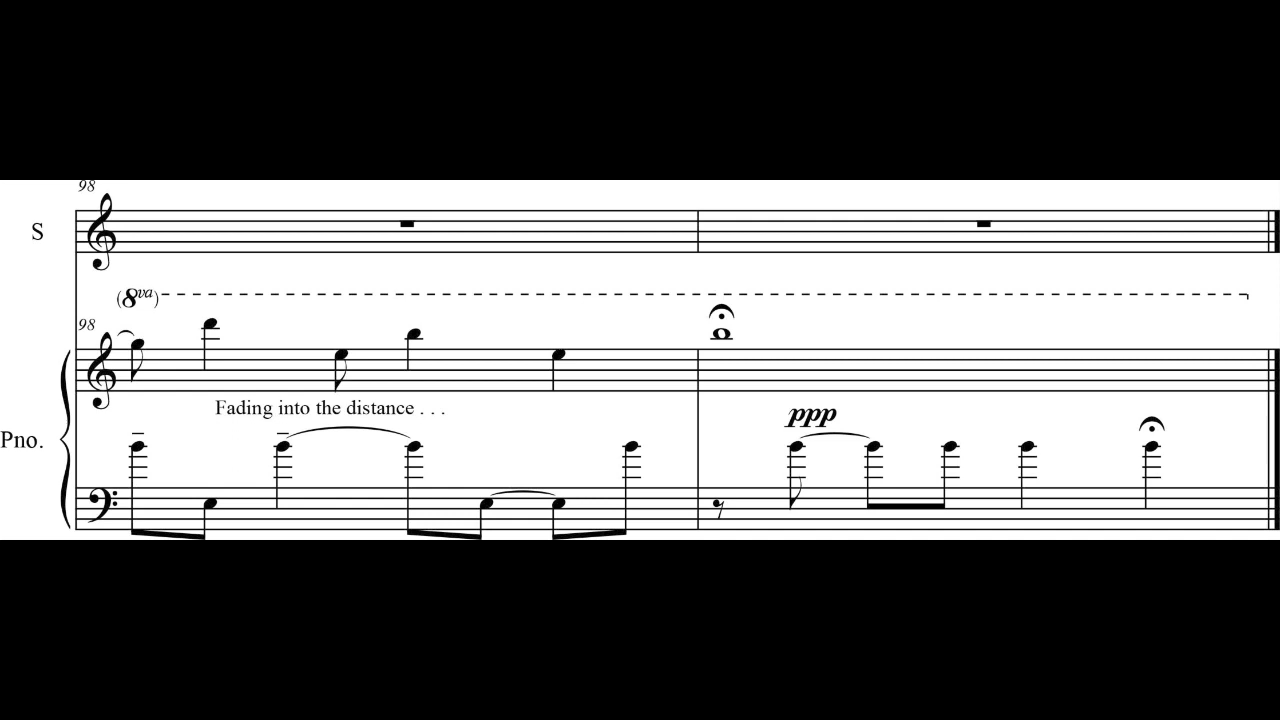 98
S
(8va)
98
Fading into the distance . . .
ppp
Pno.